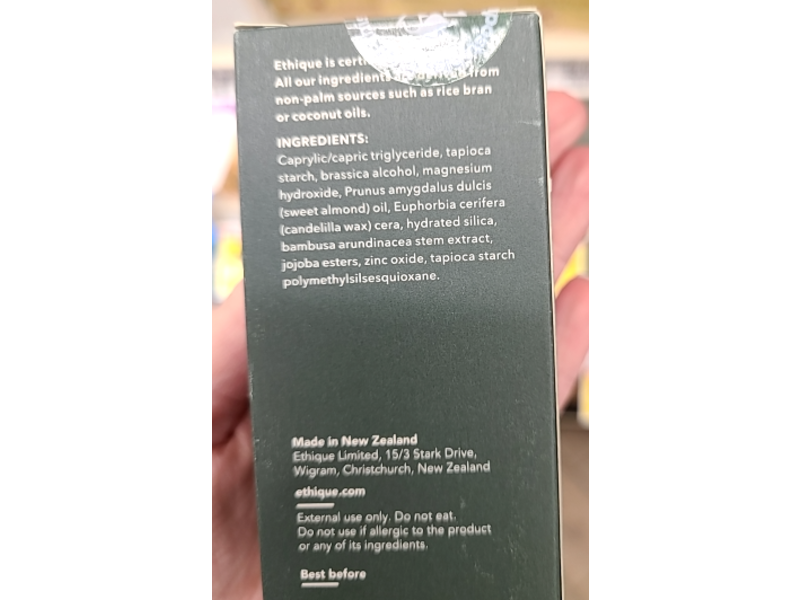 Ethique is certi
All our ingredients from
non-palm sources such as rice bran
or coconut oils.
INGREDIENTS:
Caprylic/capric triglyceride, tapioca
starch, brassica alcohol, magnesium
hydroxide, Prunus amygdalus dulcis
(sweet almond) oil, Euphorbia cerifera
(candelilla wax) cera, hydrated silica,
bambusa arundinacea stem extract,
jojoba esters, zinc oxide, tapioca starch
polymethylsilsesquioxane.
Made in New Zealand
Ethique Limited, 15/3 Stark Drive,
Wigram, Christchurch, New Zealand
ethique.com
External use only. Do not eat.
Do not use if allergic to the product
or any of its ingredients.
Best before